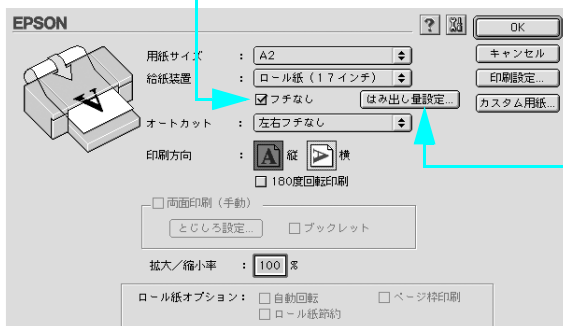 EPSON ? OK
用紙サイズ : A2 キャンセル
給紙装置 : ロール紙（17インチ） 印刷設定...
フチなし はみ出し量設定... カスタム用紙...
オートカット : 左右フチなし
印刷方向 : A 縦 A 横
180度回転印刷
両面印刷（手動）
とじしろ設定... ブックレット
拡大／縮小率 : 100 %
ロール紙オプション： 自動回転 ページ枠印刷
ロール紙節約